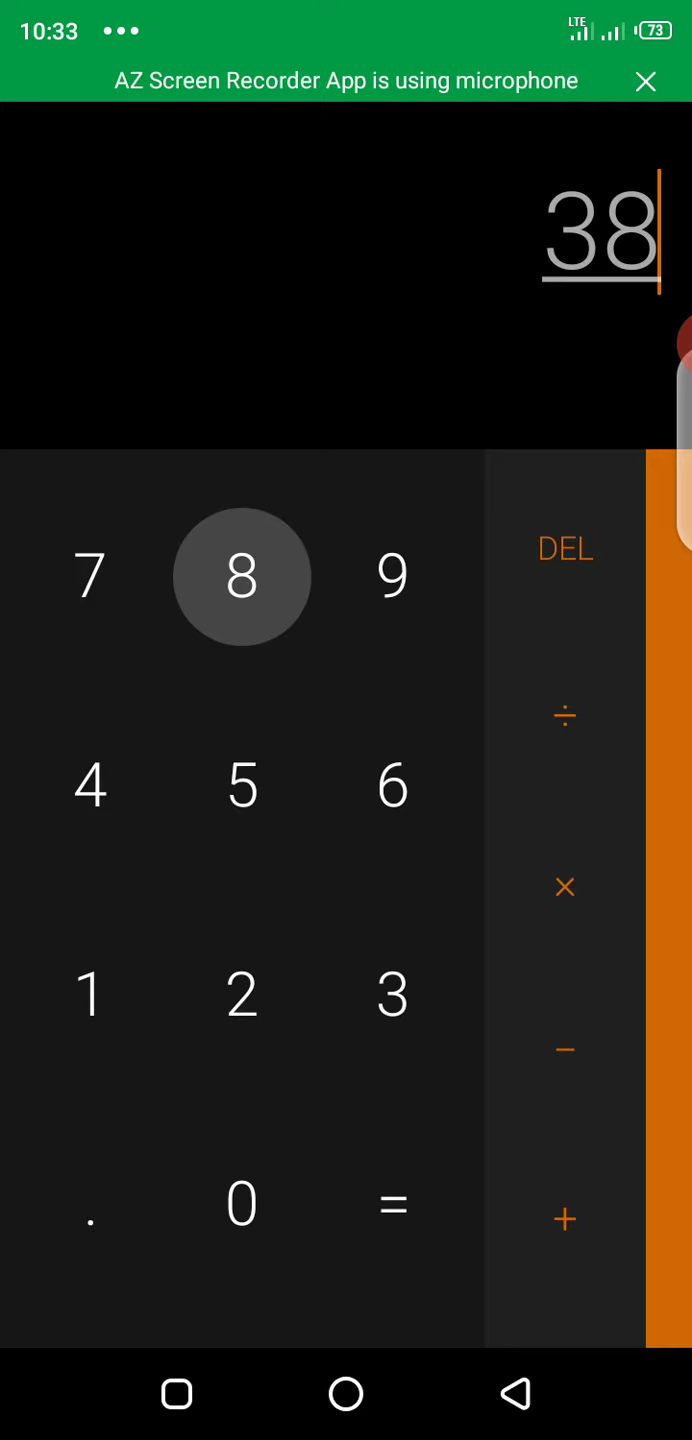 10:33 ••• LTE 73
AZ Screen Recorder App is using microphone
38
7 8 9 DEL
÷
4 5 6
×
1 2 3
−
. 0 = +